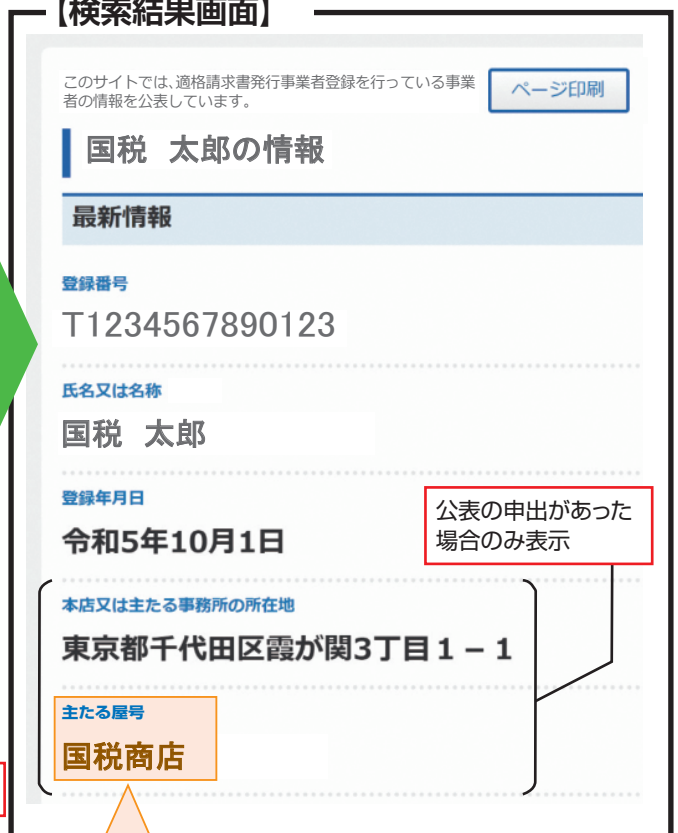 【検索結果画面】
このサイトでは、適格請求書発行事業者登録を行っている事業
者の情報を公表しています。
ページ印刷
国税 太郎の情報
最新情報
登録番号
T1234567890123
氏名又は名称
国税 太郎
登録年月日
令和5年10月1日
公表の申出があった
場合のみ表示
本店又は主たる事務所の所在地
東京都千代田区霞が関3丁目１－１
主たる屋号
国税商店